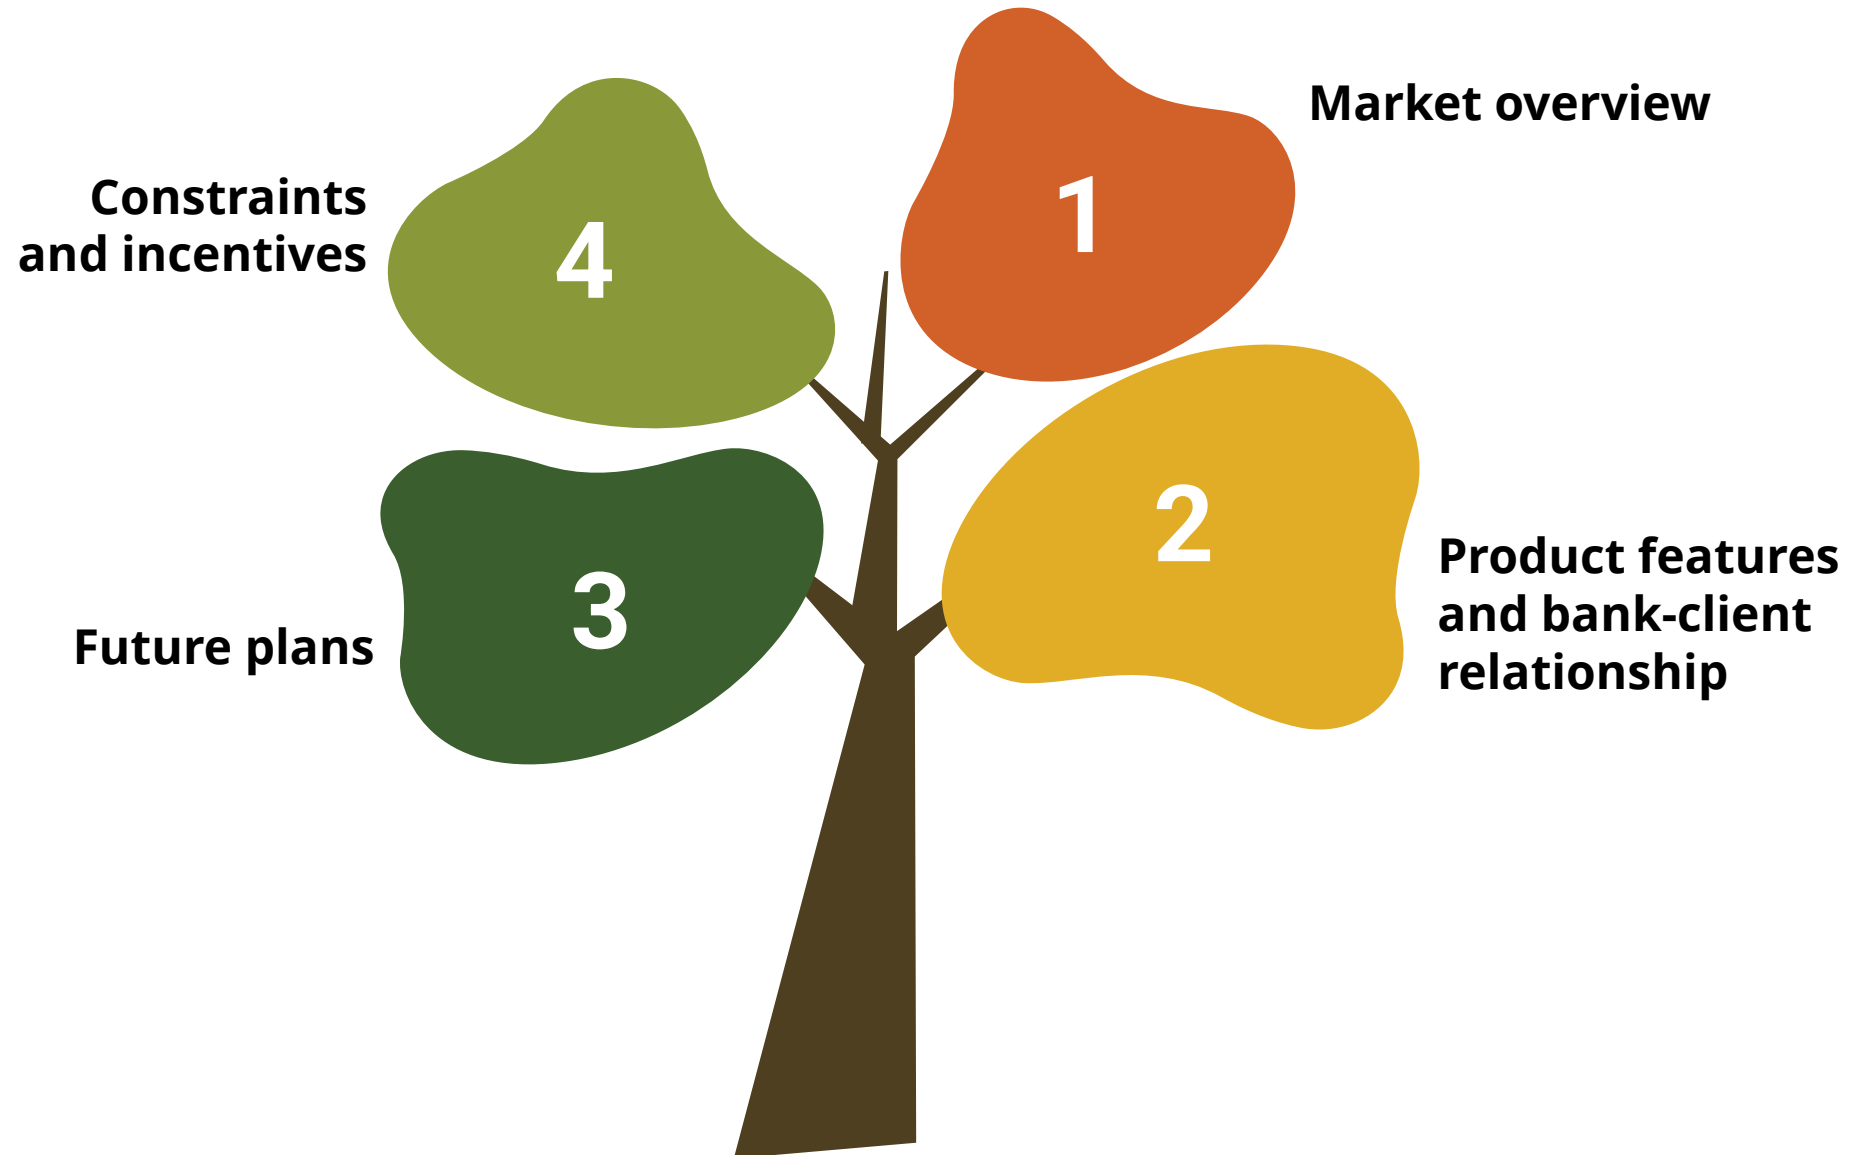 1
Market overview
2
Product features
and bank-client
relationship
3
Future plans
4
Constraints
and incentives